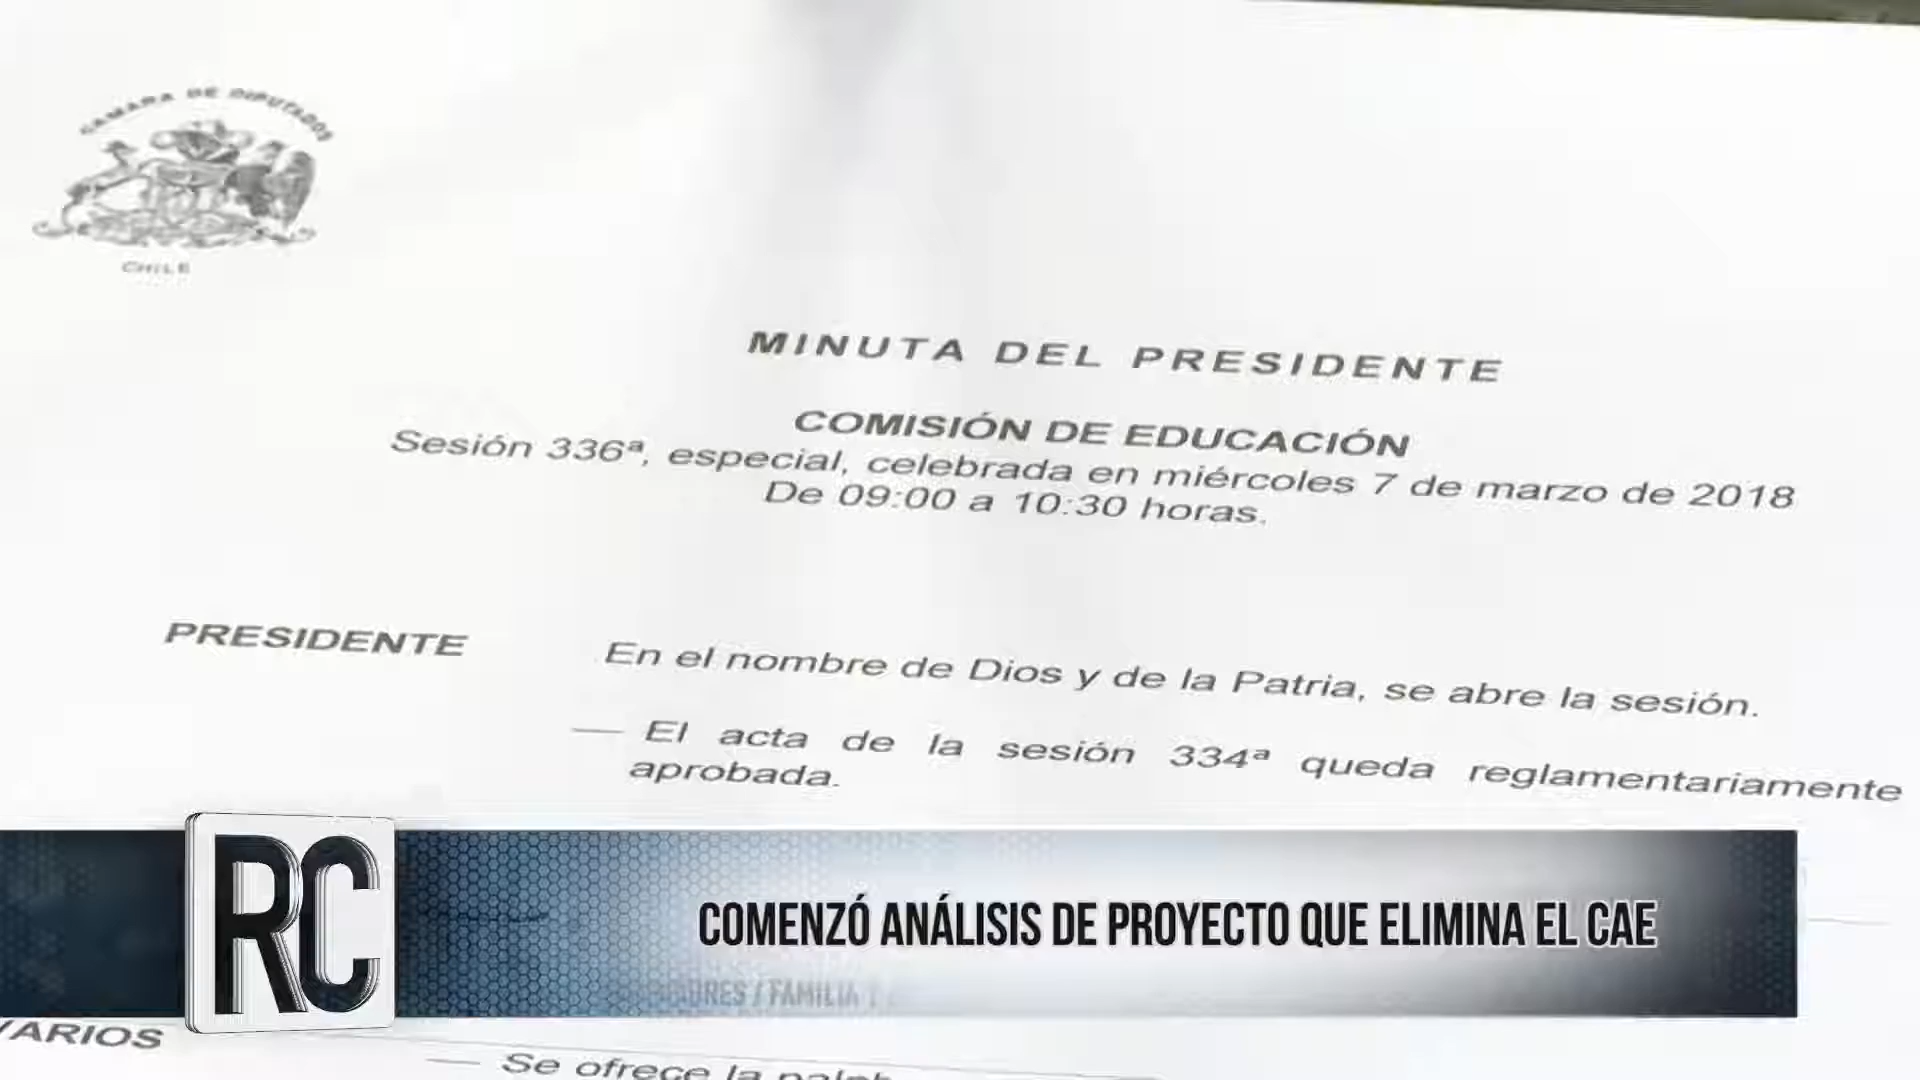 CAMARA DE DIPUTADOS
CHILE
MINUTA DEL PRESIDENTE
COMISIÓN DE EDUCACIÓN
Sesión 336ª, especial, celebrada en miércoles 7 de marzo de 2018
De 09:00 a 10:30 horas.
PRESIDENTE
En el nombre de Dios y de la Patria, se abre la sesión.
— El acta de la sesión 334ª queda reglamentariamente
aprobada.
RC
COMENZÓ ANÁLISIS DE PROYECTO QUE ELIMINA EL CAE
/ FAMILIA Y
VARIOS
— Se ofrece la